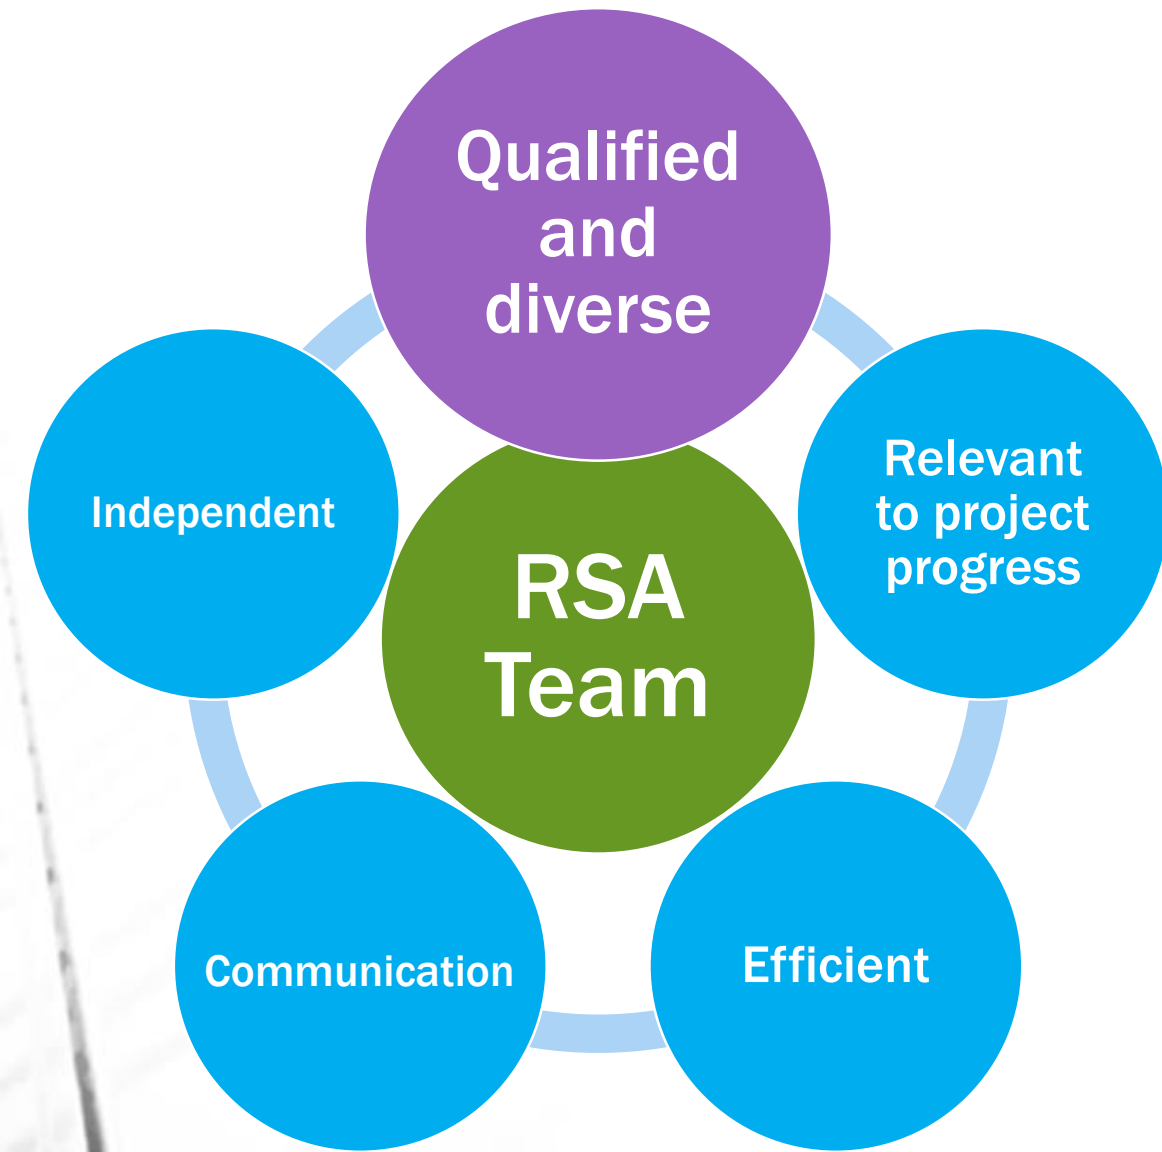 Qualified
and
diverse
Relevant
to project
progress
Independent
RSA
Team
Communication
Efficient